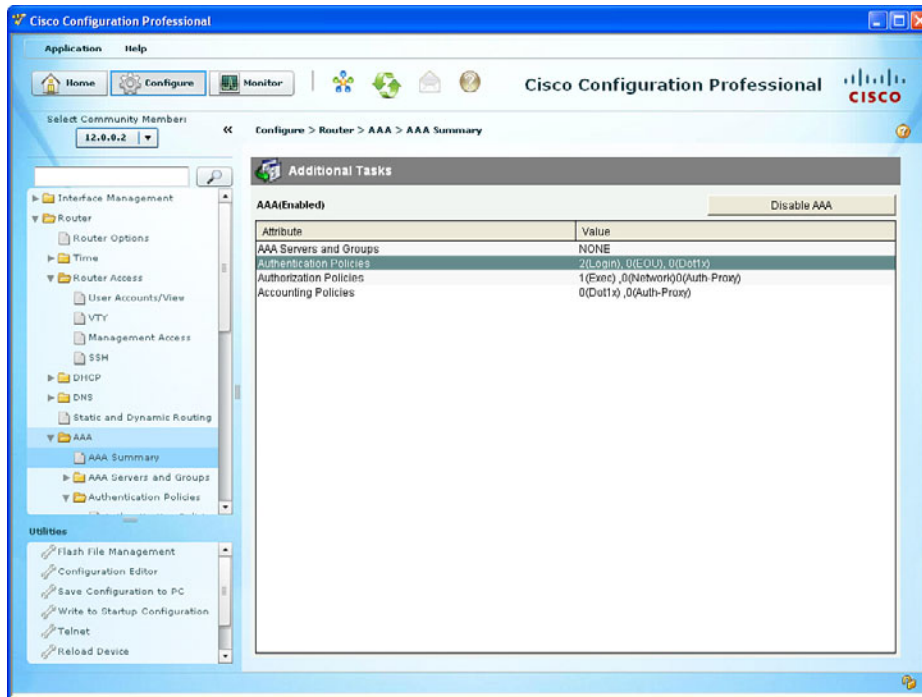 Cisco Configuration Professional
Application Help
Home Configure Monitor
Cisco Configuration Professional
CISCO
Select Community Member:
12.0.0.2
Configure > Router > AAA > AAA Summary
Interface Management
Router
Router Options
Time
Router Access
User Accounts/View
VTY
Management Access
SSH
DHCP
DNS
Static and Dynamic Routing
AAA
AAA Summary
AAA Servers and Groups
Authentication Policies
Utilities
Flash File Management
Configuration Editor
Save Configuration to PC
Write to Startup Configuration
Telnet
Reload Device
Additional Tasks
AAA(Enabled) Disable AAA
Attribute Value
AAA Servers and Groups NONE
Authentication Policies 2(Login), 0(EOU), 0(Dot1x)
Authorization Policies 1(Exec) ,0(Network)0(Auth-Proxy)
Accounting Policies 0(Dot1x) ,0(Auth-Proxy)